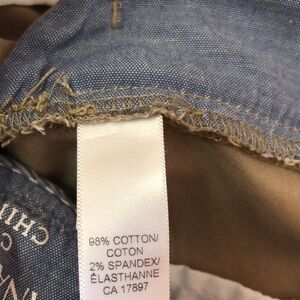 98% COTTON/
COTON
2% SPANDEX/
ÉLASTHANNE
CA 17897